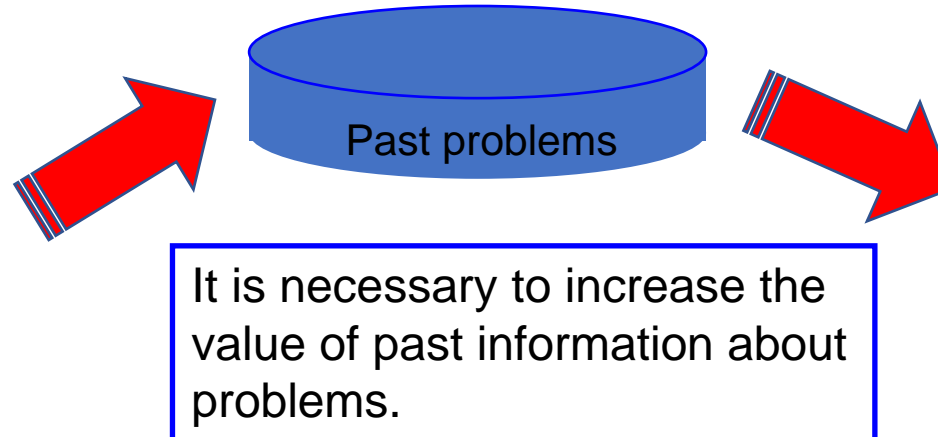 Past problems
It is necessary to increase the
value of past information about
problems.